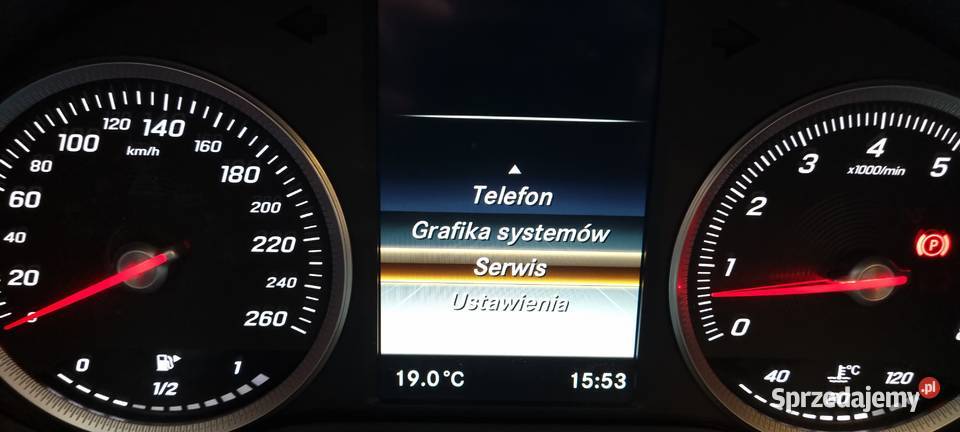 20
40
60
80
100
120
140
160
180
200
220
240
260
km/h
0
1/2
1
Telefon
Grafika systemów
Serwis
Ustawienia
19.0°C
15:53
0
1
2
3
4
5
x1000/min
P
°C
40
120
Sprzedajemy.pl